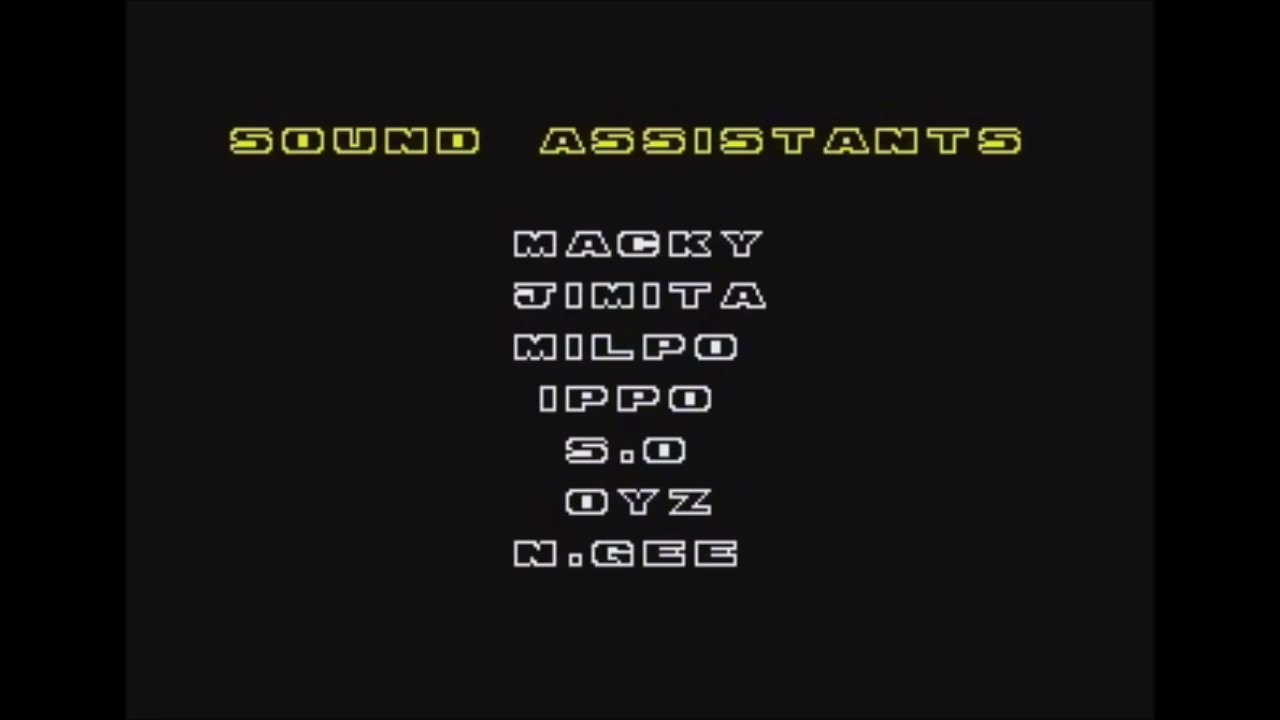 SOUND ASSISTANTS
MACKY
JIMITA
MILPO
IPPO
S.O
OYZ
N.GEE